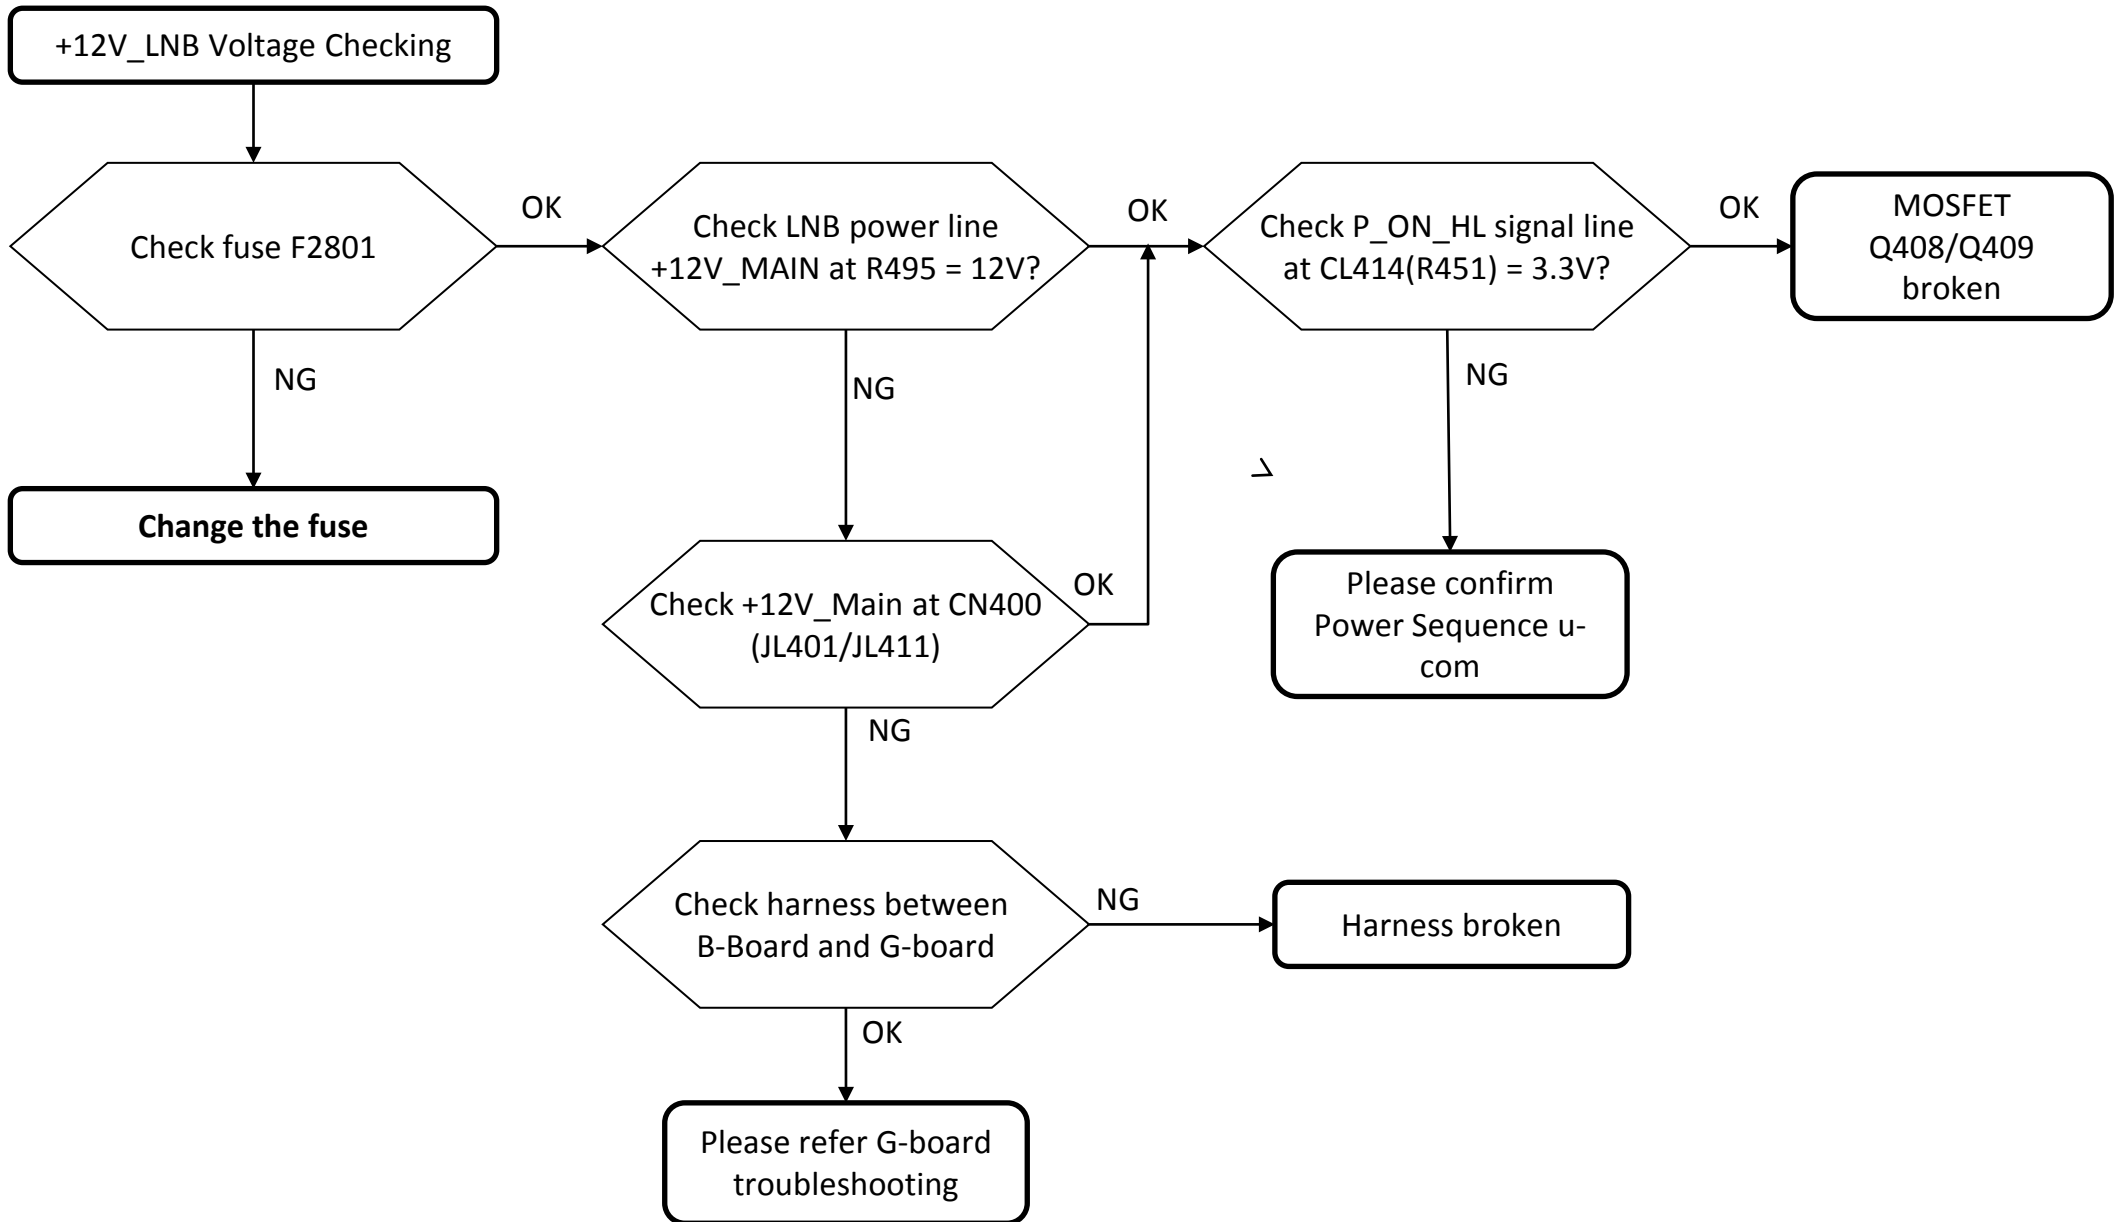 +12V_LNB Voltage Checking
Check fuse F2801
OK
NG
Change the fuse
Check LNB power line
+12V_MAIN at R495 = 12V?
OK
NG
Check P_ON_HL signal line
at CL414(R451) = 3.3V?
OK
NG
MOSFET
Q408/Q409
broken
Please confirm
Power Sequence u-
com
Check +12V_Main at CN400
(JL401/JL411)
OK
NG
Check harness between
B-Board and G-board
NG
Harness broken
OK
Please refer G-board
troubleshooting